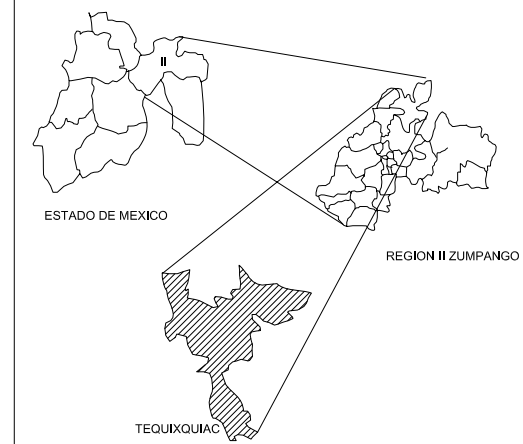 II
ESTADO DE MEXICO
REGION II ZUMPANGO
TEQUIXQUIAC